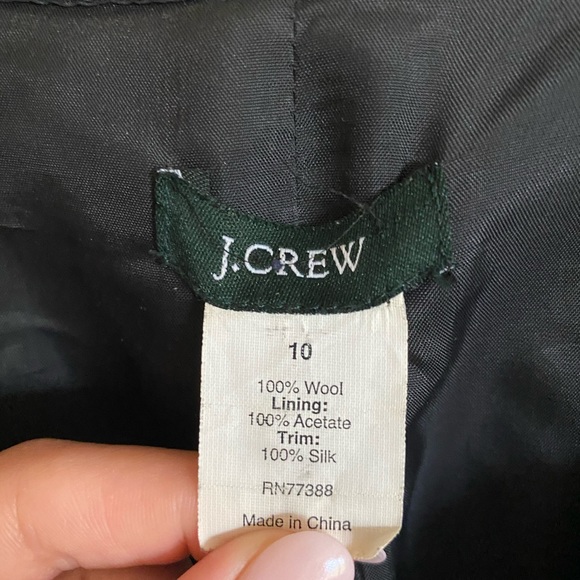 J.CREW
10
100% Wool
Lining:
100% Acetate
Trim:
100% Silk
RN77388
Made in China